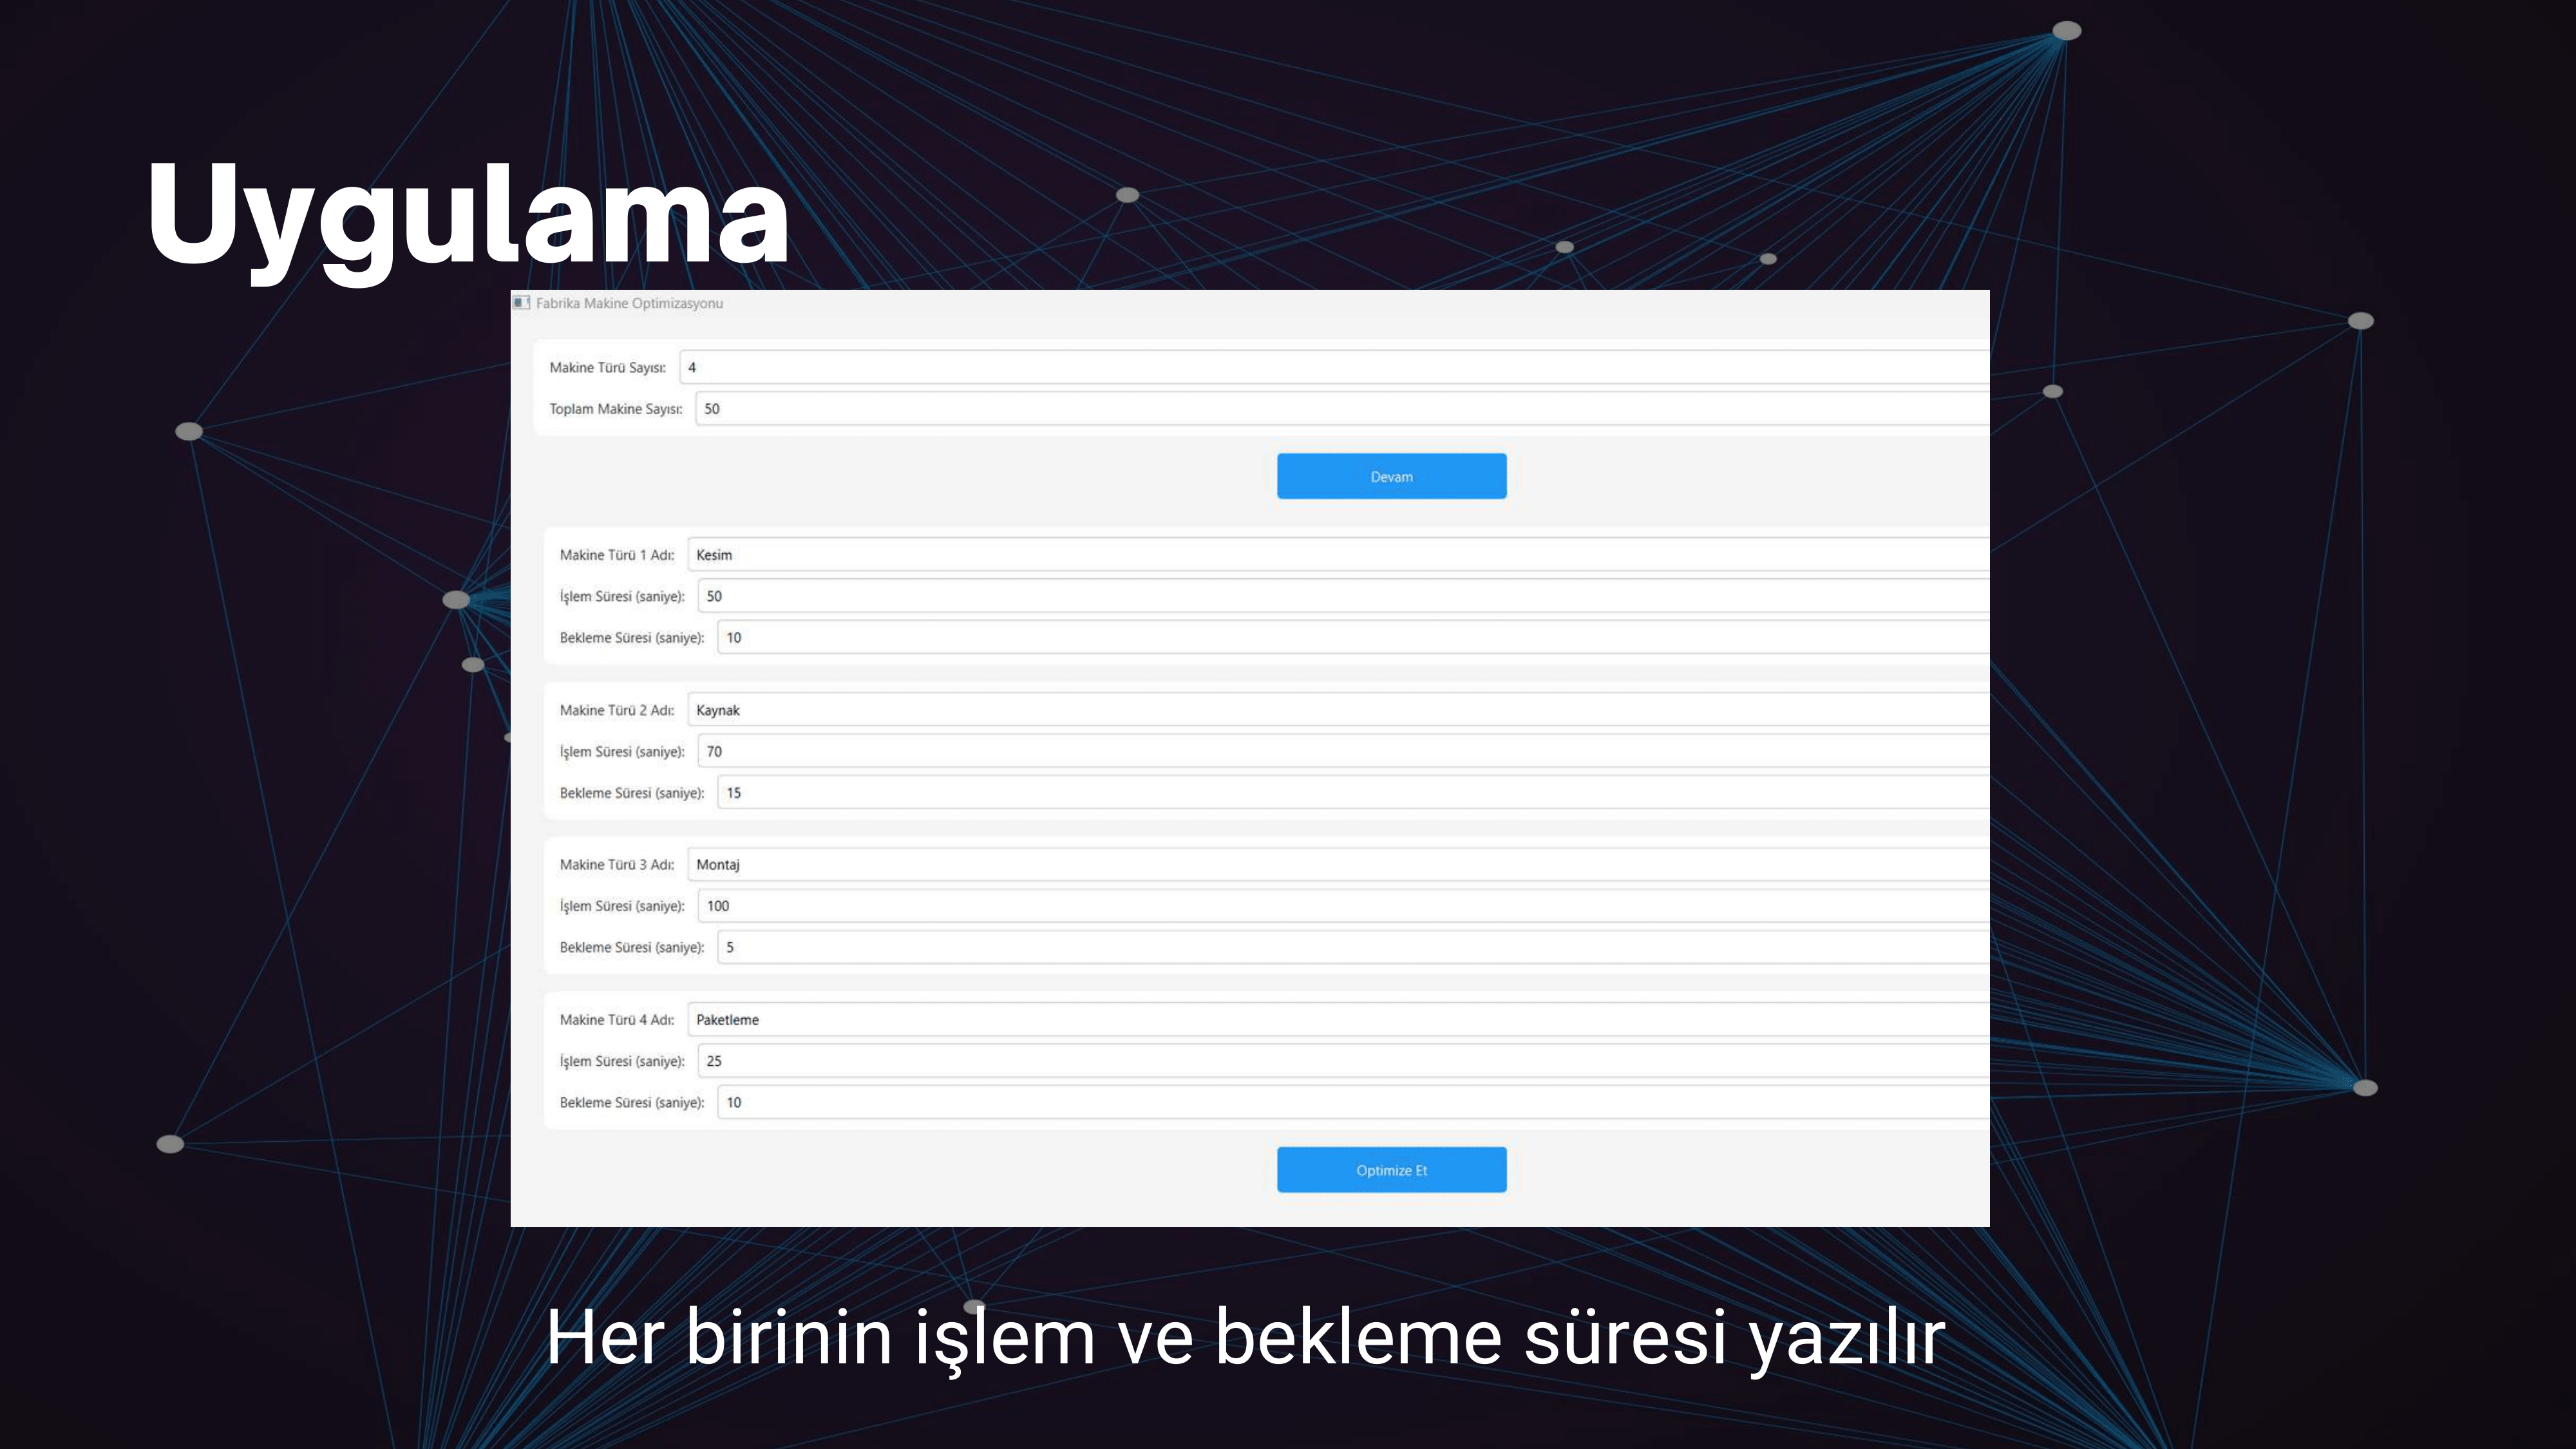 Uygulama
Fabrika Makine Optimizasyonu
Makine Türü Sayısı: 4
Toplam Makine Sayısı: 50
Devam
Makine Türü 1 Adı: Kesim
İşlem Süresi (saniye): 50
Bekleme Süresi (saniye): 10
Makine Türü 2 Adı: Kaynak
İşlem Süresi (saniye): 70
Bekleme Süresi (saniye): 15
Makine Türü 3 Adı: Montaj
İşlem Süresi (saniye): 100
Bekleme Süresi (saniye): 5
Makine Türü 4 Adı: Paketleme
İşlem Süresi (saniye): 25
Bekleme Süresi (saniye): 10
Optimize Et
Her birinin işlem ve bekleme süresi yazılır